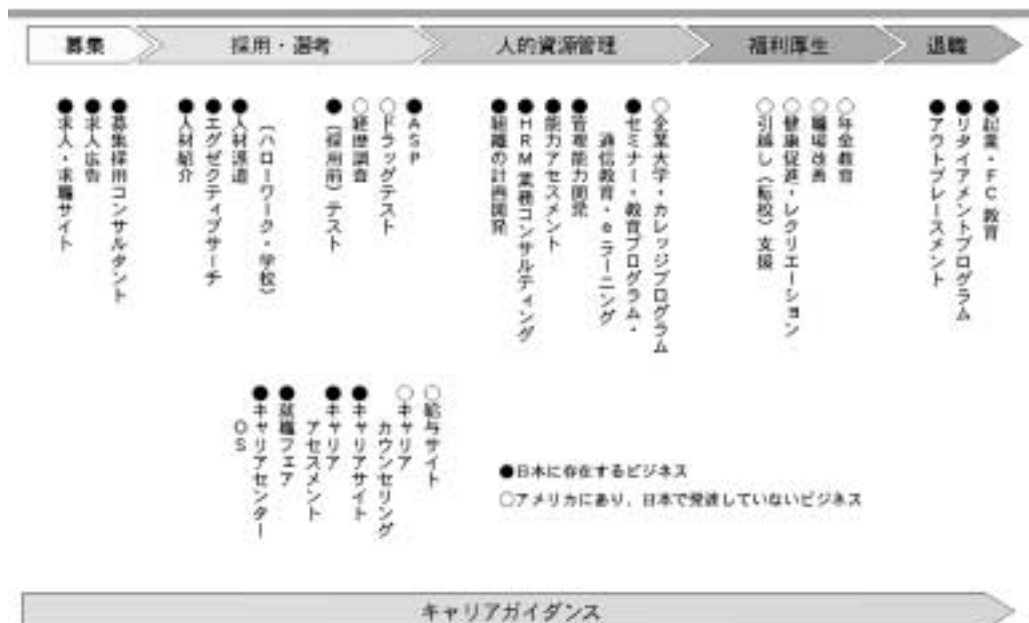 募集
採用・選考
人的資源管理
福利厚生
退職
●求人・求職サイト
●求人広告
●募集採用コンサルタント
●人材紹介
●エグゼクティブサーチ
●人材派遣
(ハローワーク・学校)
●(採用前)テスト
○経歴調査
○ドラッグテスト
●ASP
●組織の計画開発
●HRM業務コンサルティング
●能力アセスメント
●管理能力開発
●セミナー・教育プログラム・
通信教育・eラーニング
○企業大学・カレッジプログラム
○引越し(転校)支援
○健康促進・レクリエーション
○職場改善
○年金教育
●アウトプレースメント
●リタイアメントプログラム
●起業・FC教育
●キャリアセンター
OS
●就職フェア
●キャリア
アセスメント
●キャリアサイト
○キャリア
カウンセリング
○給与サイト
●日本に存在するビジネス
○アメリカにあり、日本で発達していないビジネス
キャリアガイダンス